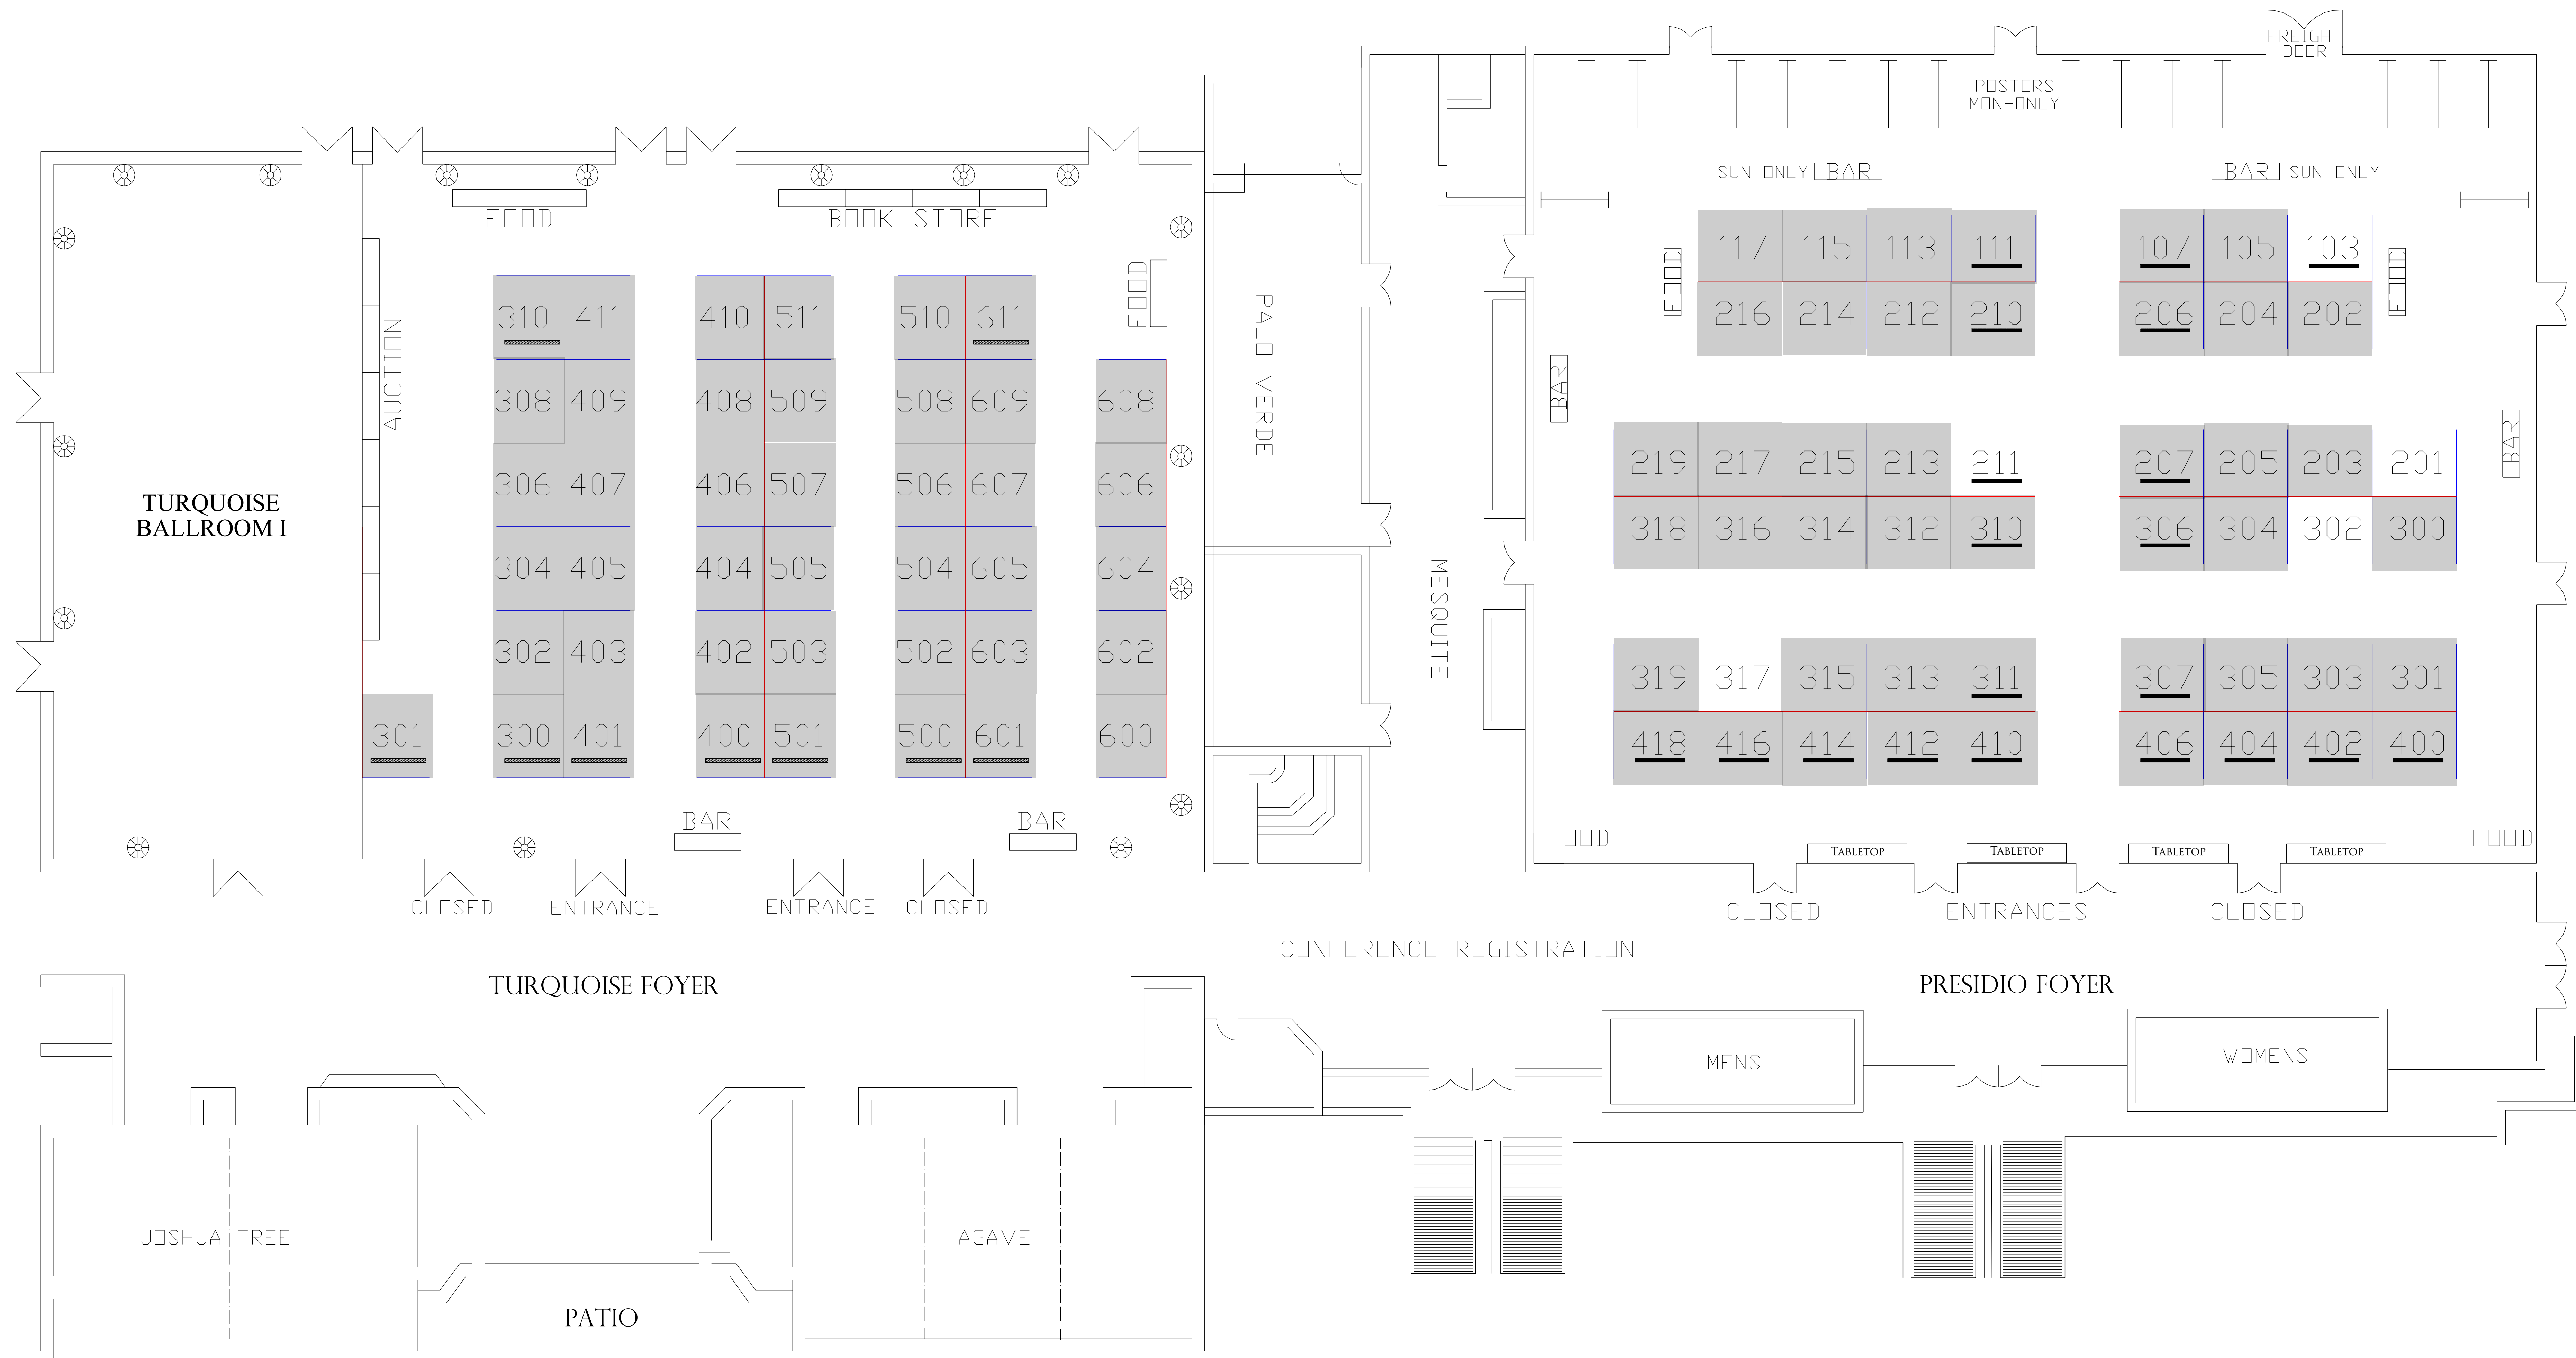 FREIGHT
DOOR
POSTERS
MON-ONLY
SUN-ONLY BAR
BAR SUN-ONLY
FOOD
BOOK STORE
FOOD
AUCTION
TURQUOISE
BALLROOM I
310 411 410 511 510 611
308 409 408 509 508 609 608
306 407 406 507 506 607 606
304 405 404 505 504 605 604
302 403 402 503 502 603 602
301 300 401 400 501 500 601 600
BAR
BAR
CLOSED
ENTRANCE
ENTRANCE
CLOSED
PALO VERDE
MESQUITE
FOOD
117 115 113 111 107 105 103
216 214 212 210 206 204 202
FOOD
BAR
219 217 215 213 211 207 205 203 201
318 316 314 312 310 306 304 302 300
BAR
319 317 315 313 311 307 305 303 301
418 416 414 412 410 406 404 402 400
FOOD
FOOD
TABLETOP
TABLETOP
TABLETOP
TABLETOP
CLOSED
ENTRANCES
CLOSED
CONFERENCE REGISTRATION
TURQUOISE FOYER
PRESIDIO FOYER
MENS
WOMENS
JOSHUA TREE
AGAVE
PATIO